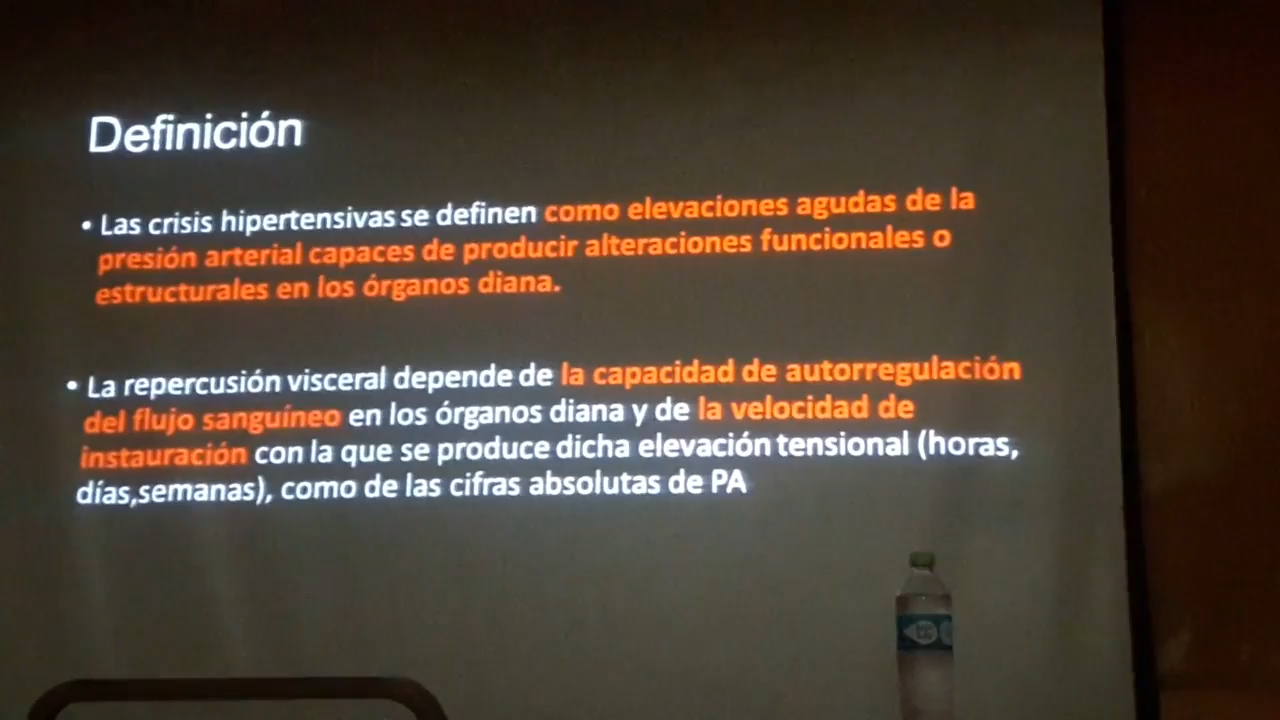 Definición
• Las crisis hipertensivas se definen como elevaciones agudas de la
presión arterial capaces de producir alteraciones funcionales o
estructurales en los órganos diana.
• La repercusión visceral depende de la capacidad de autorregulación
del flujo sanguíneo en los órganos diana y de la velocidad de
instauración con la que se produce dicha elevación tensional (horas,
días,semanas), como de las cifras absolutas de PA